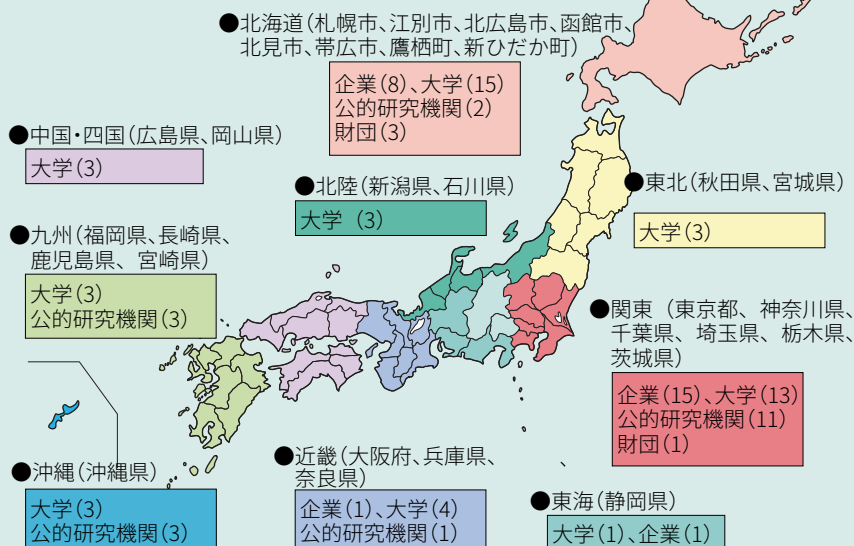 ●北海道(札幌市、江別市、北広島市、函館市、
北見市、帯広市、鷹栖町、新ひだか町)
企業(8)、大学(15)
公的研究機関(2)
財団(3)
●中国・四国(広島県、岡山県)
大学(3)
●北陸(新潟県、石川県)
大学 (3)
●東北(秋田県、宮城県)
大学(3)
●九州(福岡県、長崎県、
鹿児島県、宮崎県)
大学(3)
公的研究機関(3)
●関東 (東京都、神奈川県、
千葉県、埼玉県、栃木県、
茨城県)
企業(15)、大学(13)
公的研究機関(11)
財団(1)
●沖縄(沖縄県)
大学(3)
公的研究機関(3)
●近畿(大阪府、兵庫県、
奈良県)
企業(1)、大学(4)
公的研究機関(1)
●東海(静岡県)
大学(1)、企業(1)